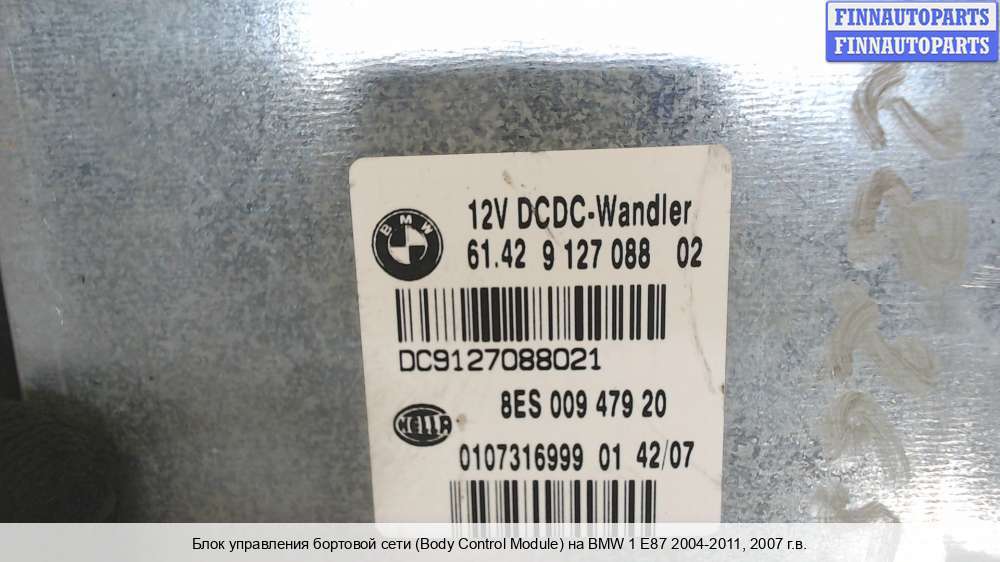 FINNAUTOPARTS
FINNAUTOPARTS
BMW
12V DCDC-Wandler
61.42 9 127 088 02
DC9127088021
8ES 009 479 20
HELLA
0107316999 01 42/07
Блок управления бортовой сети (Body Control Module) на BMW 1 E87 2004-2011, 2007 г.в.